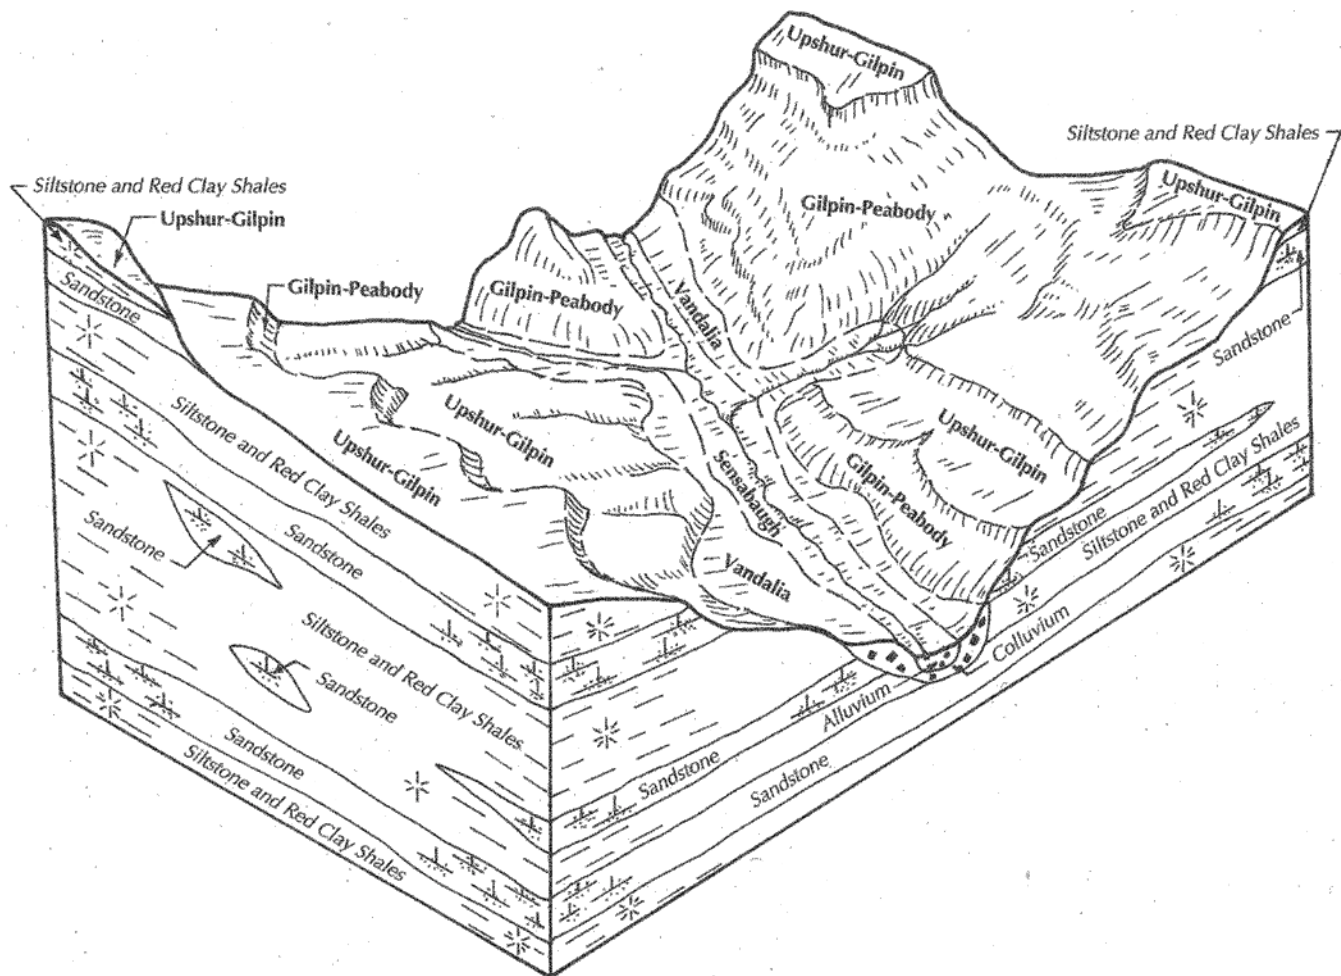 Upshur-Gilpin
Siltstone and Red Clay Shales
Siltstone and Red Clay Shales
Upshur-Gilpin
Upshur-Gilpin
Gilpin-Peabody
Gilpin-Peabody
Gilpin-Peabody
Vandalia
Sandstone
Sandstone
Siltstone and Red Clay Shales
Upshur-Gilpin
Upshur-Gilpin
Upshur-Gilpin
Gilpin-Peabody
Sensabaugh
Vandalia
Sandstone
Sandstone
Sandstone
Siltstone and Red Clay Shales
Siltstone and Red Clay Shales
Sandstone
Colluvium
Alluvium
Sandstone
Sandstone
Sandstone
Siltstone and Red Clay Shales